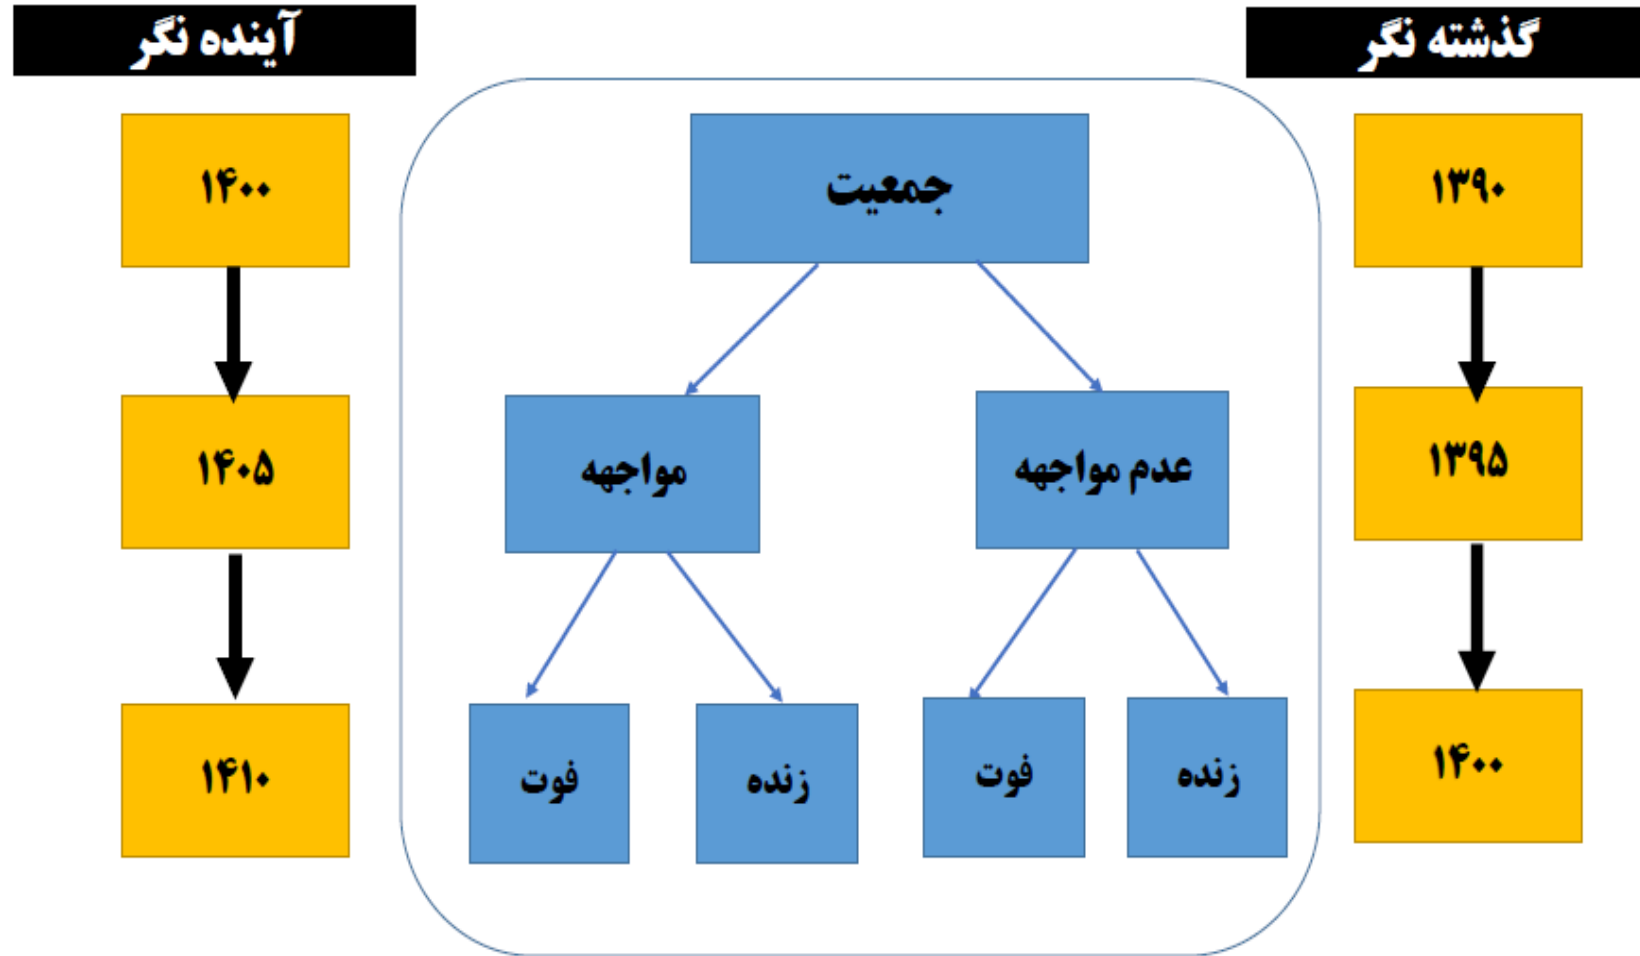 گذشته نگر
آینده نگر
۱۳۹۰
جمعیت
۱۴۰۰
۱۳۹۵
عدم مواجهه
مواجهه
۱۴۰۵
۱۴۰۰
زنده
فوت
زنده
فوت
۱۴۱۰